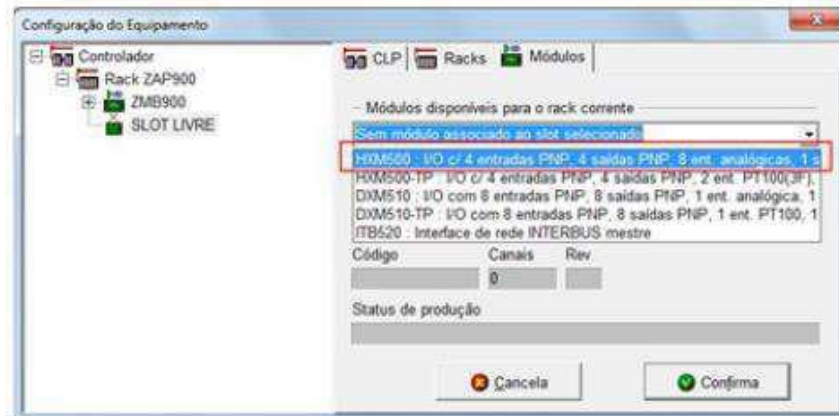 Configuração do Equipamento
Controlador
Rack ZAP900
ZMB900
SLOT LIVRE
CLP
Racks
Módulos
Módulos disponíveis para o rack corrente
Sem módulo associado ao slot selecionado
HXM500 : I/O c/ 4 entradas PNP, 4 saídas PNP, 8 ent. analógicas, 1 s
HXM500-TP : I/O c/ 4 entradas PNP, 4 saídas PNP, 2 ent. PT100(JF),
DXM510 : I/O com 8 entradas PNP, 8 saídas PNP, 1 ent. analógica, 1
DXM510-TP : I/O com 8 entradas PNP, 8 saídas PNP, 1 ent. PT100, 1
ITB520 : Interface de rede INTERBUS mestre
Código
Canais
Rev
0
Status de produção
Cancela
Confirma